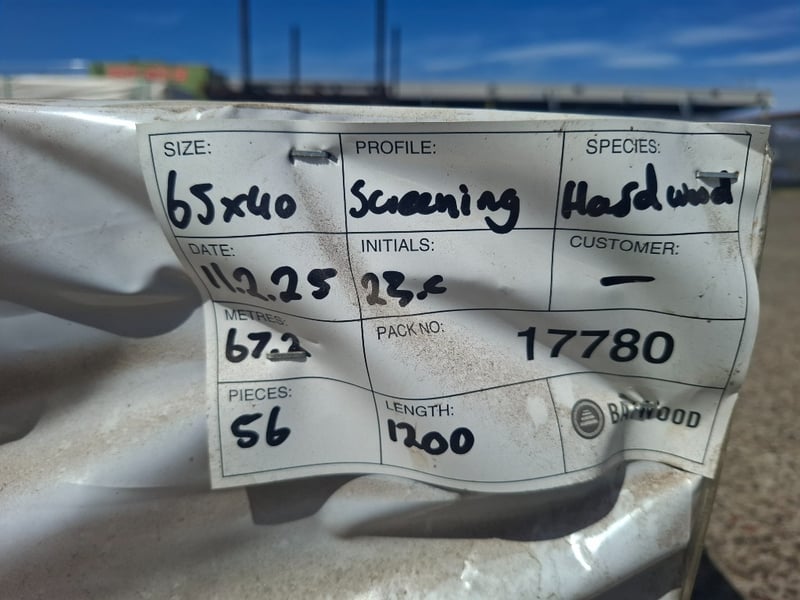 SIZE: PROFILE: SPECIES:
65x40 Screening Hardwood
DATE: INITIALS: CUSTOMER:
11.2.25 —
METRES: PACK NO: 17780
67.2
PIECES: LENGTH:
56 1200